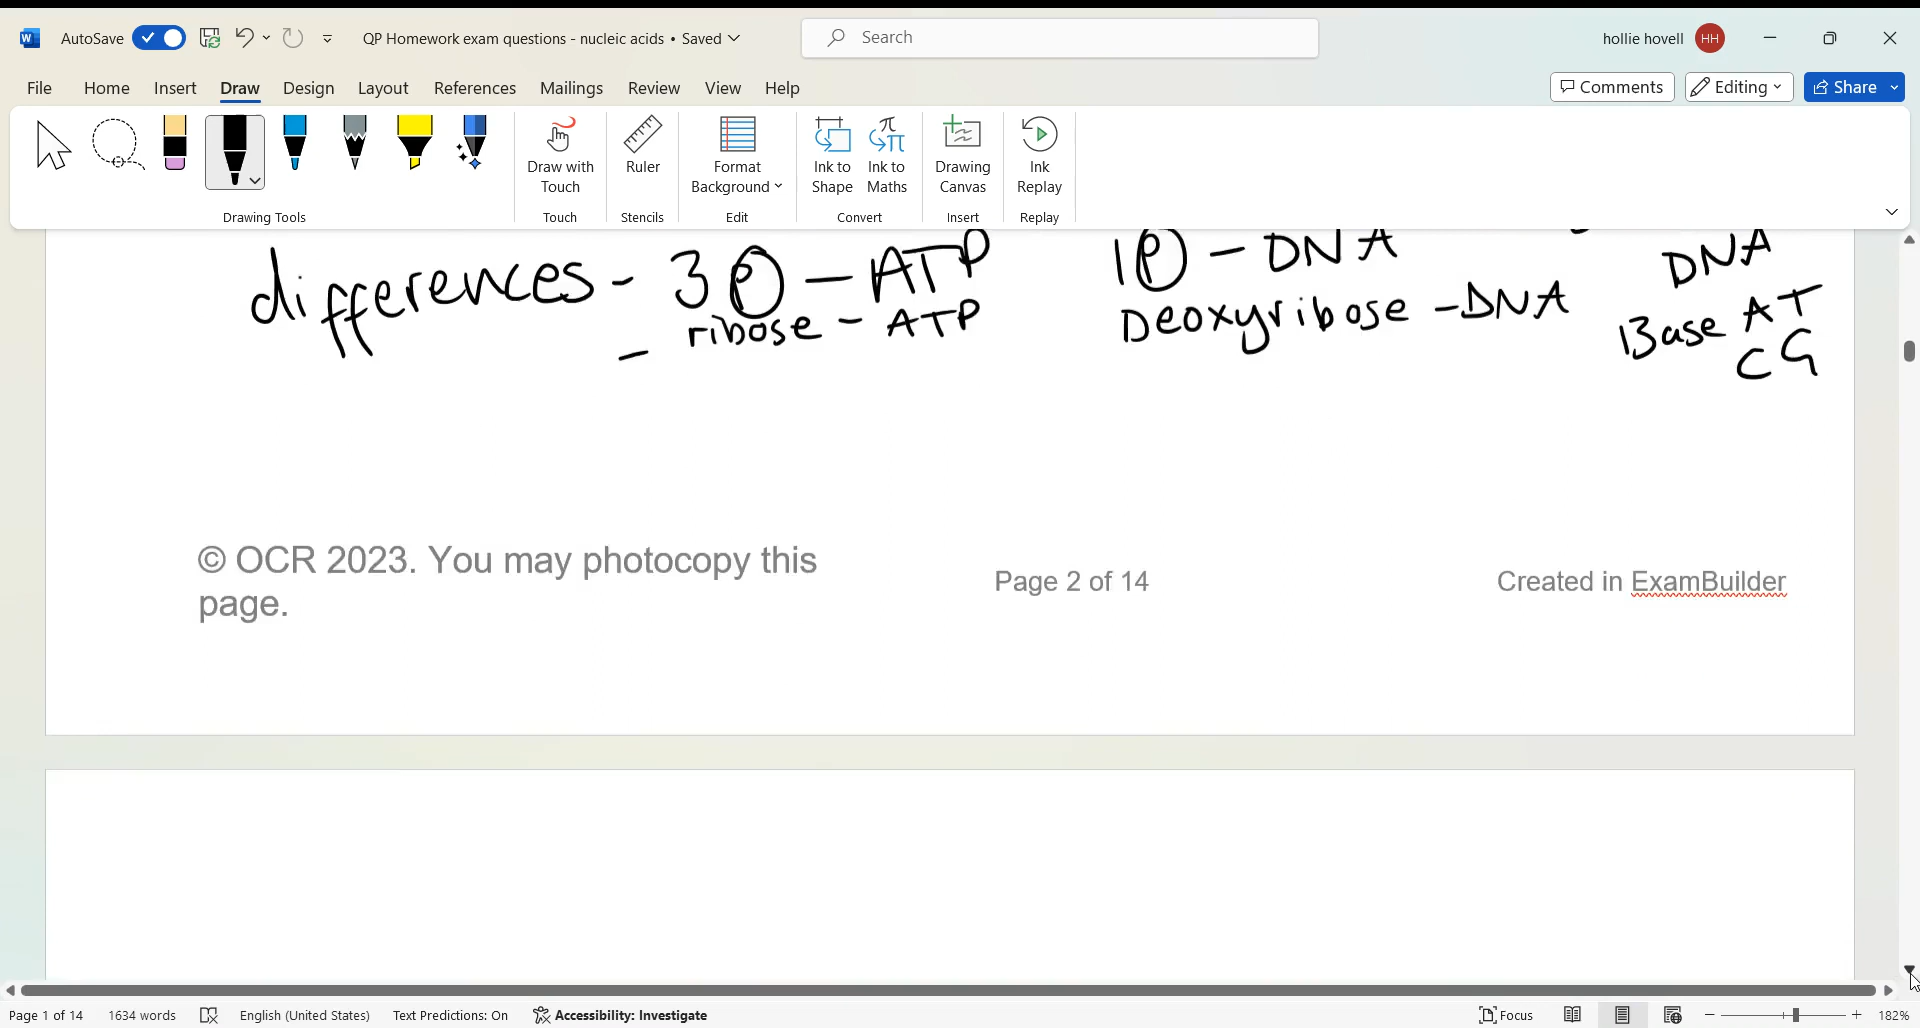 AutoSave QP Homework exam questions - nucleic acids • Saved Search hollie hovell HH
File Home Insert Draw Design Layout References Mailings Review View Help Comments Editing Share
Draw with Touch
Ruler
Format Background
Ink to Shape
Ink to Maths
Drawing Canvas
Ink Replay
Drawing Tools Touch Stencils Edit Convert Insert Replay
differences - 3 P - ATP 1 P - DNA DNA
- ribose - ATP Deoxyribose - DNA Base AT
CG
© OCR 2023. You may photocopy this
page.
Page 2 of 14
Created in ExamBuilder
Page 1 of 14 1634 words English (United States) Text Predictions: On Accessibility: Investigate Focus 182%